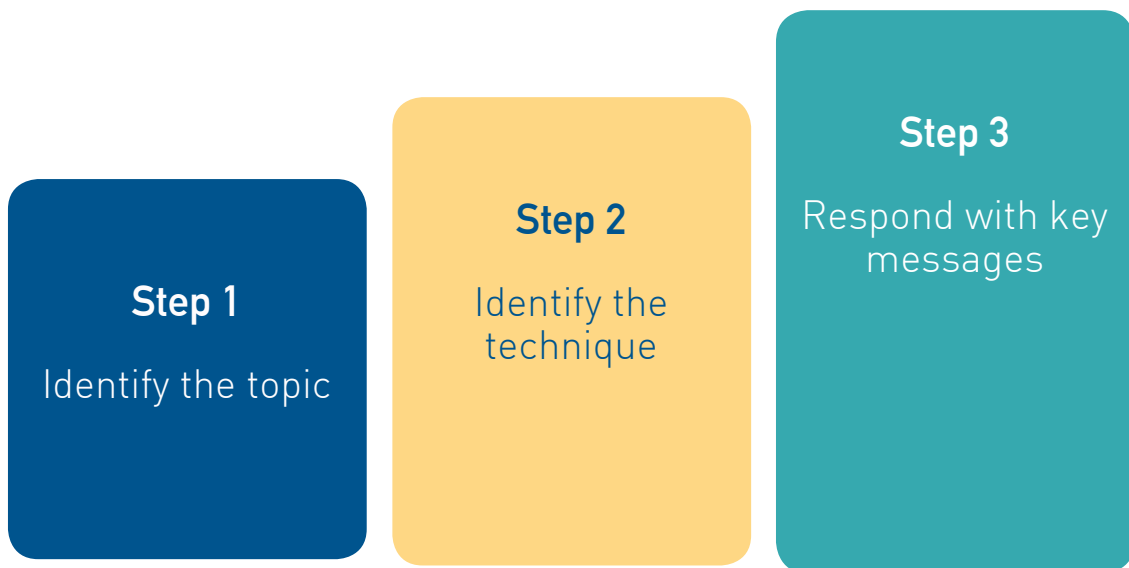 Step 1
Identify the topic
Step 2
Identify the
technique
Step 3
Respond with key
messages